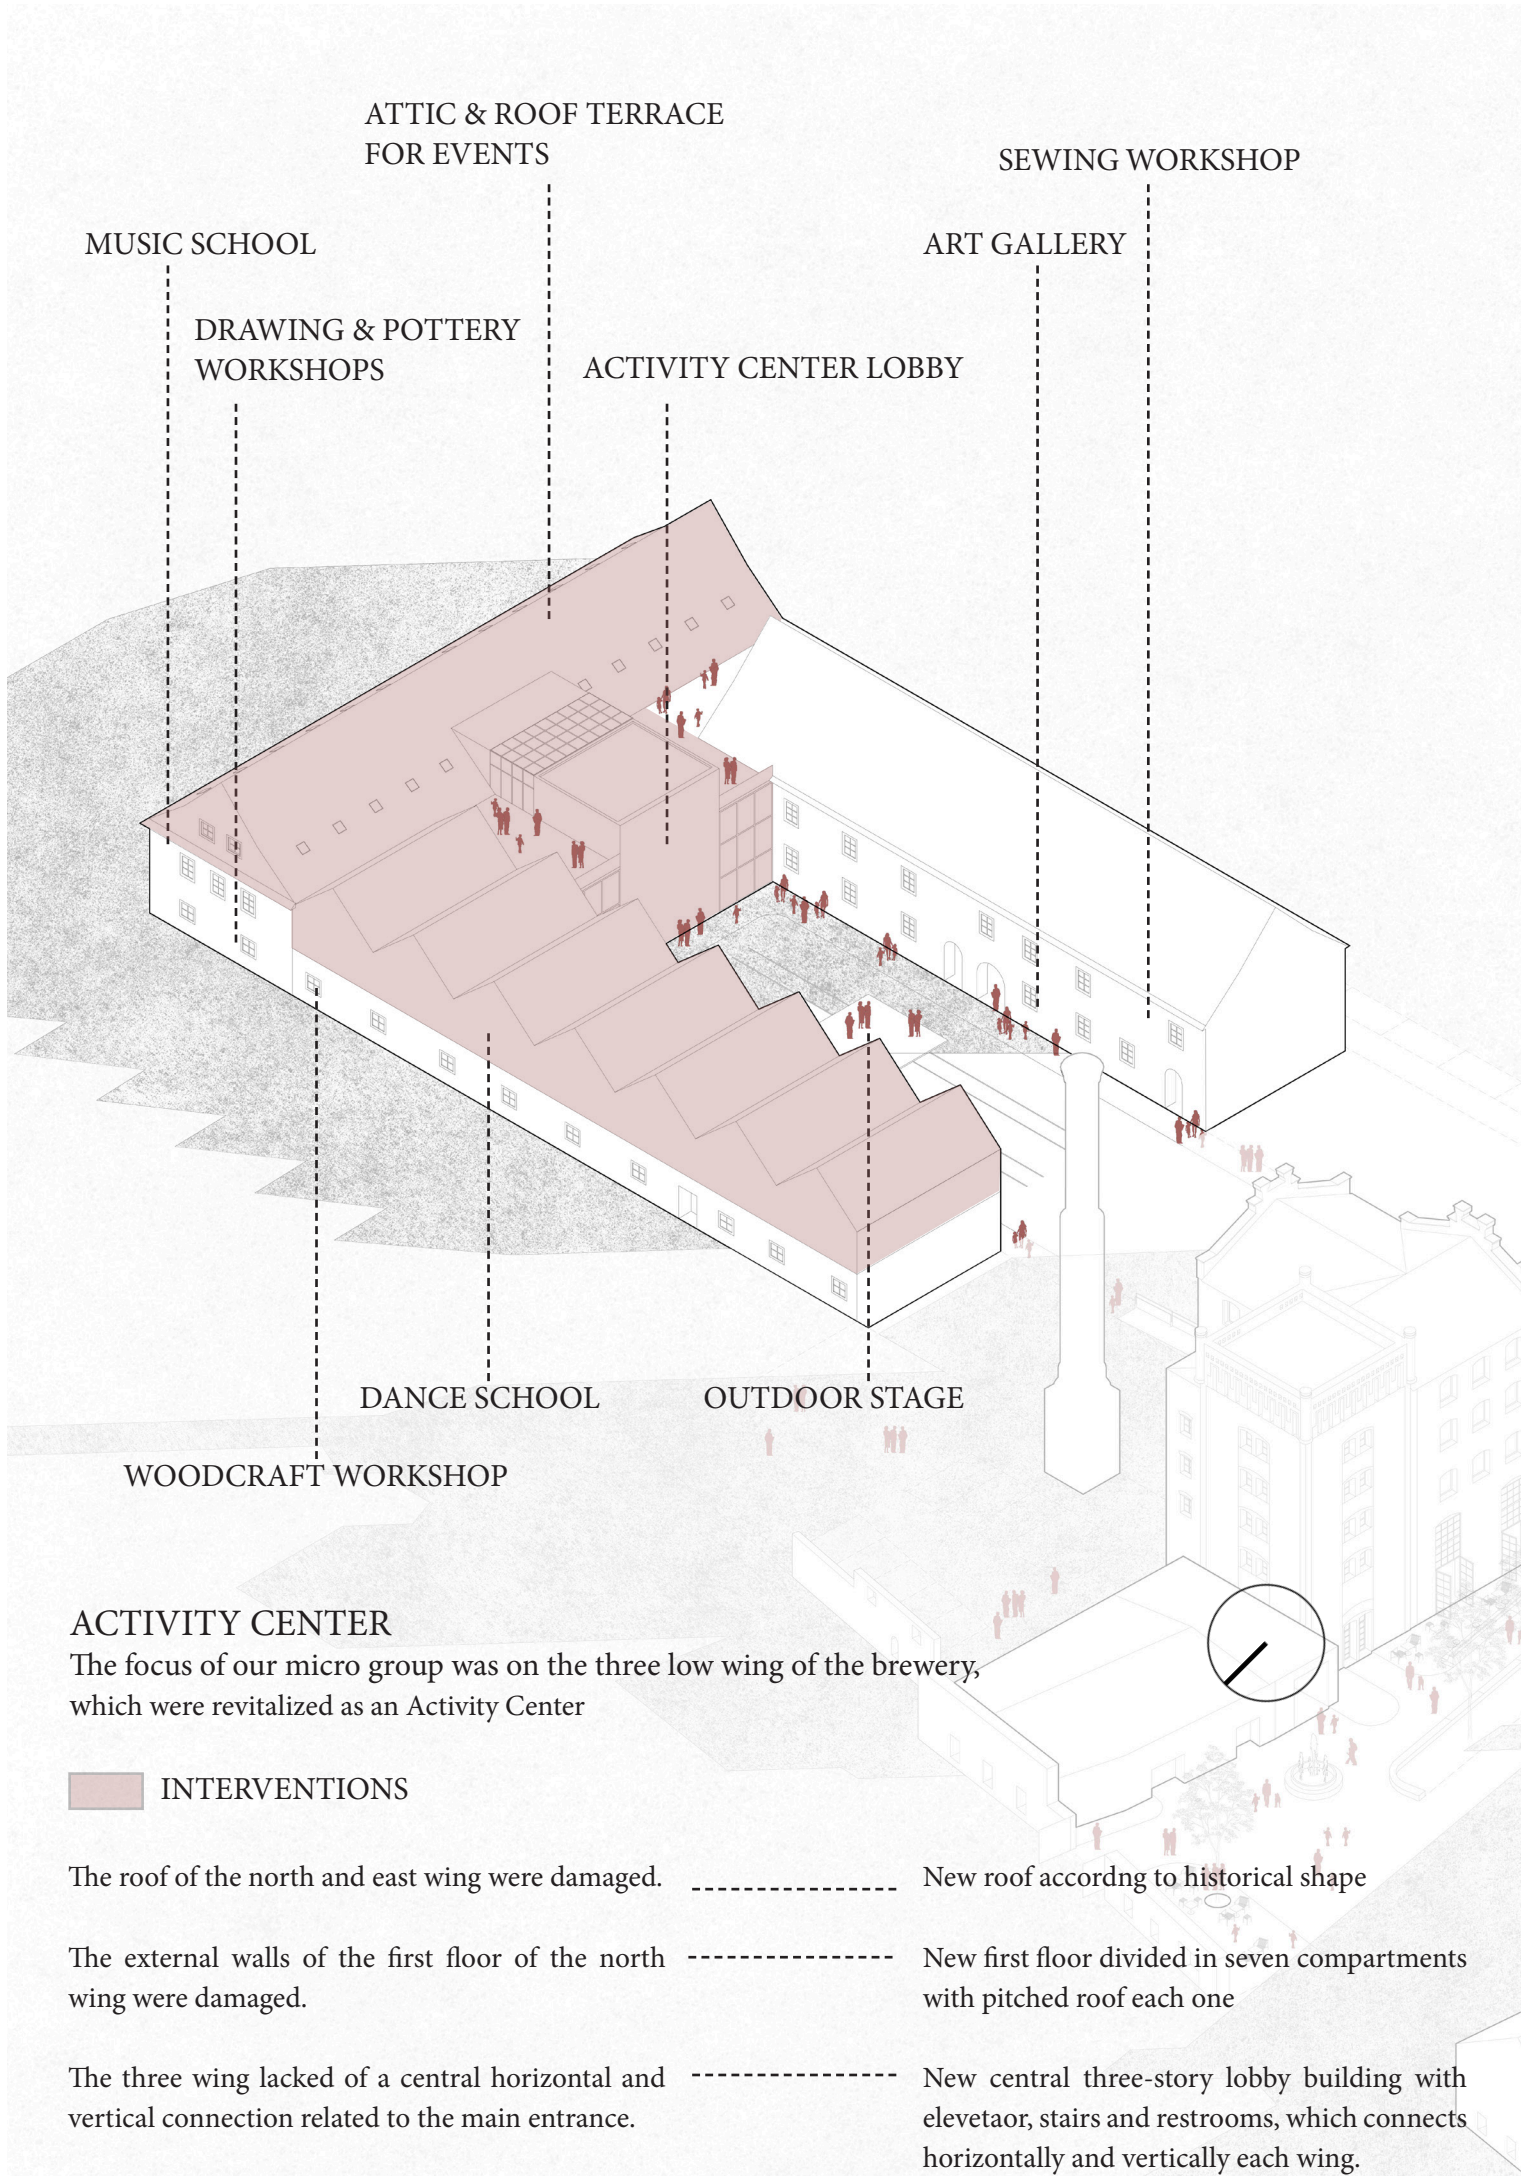 ATTIC & ROOF TERRACE
FOR EVENTS
SEWING WORKSHOP
MUSIC SCHOOL
ART GALLERY
DRAWING & POTTERY
WORKSHOPS
ACTIVITY CENTER LOBBY
DANCE SCHOOL
OUTDOOR STAGE
WOODCRAFT WORKSHOP
ACTIVITY CENTER
The focus of our micro group was on the three low wing of the brewery,
which were revitalized as an Activity Center
INTERVENTIONS
The roof of the north and east wing were damaged.
New roof accordng to historical shape
The external walls of the first floor of the north
wing were damaged.
New first floor divided in seven compartments
with pitched roof each one
The three wing lacked of a central horizontal and
vertical connection related to the main entrance.
New central three-story lobby building with
elevetaor, stairs and restrooms, which connects
horizontally and vertically each wing.